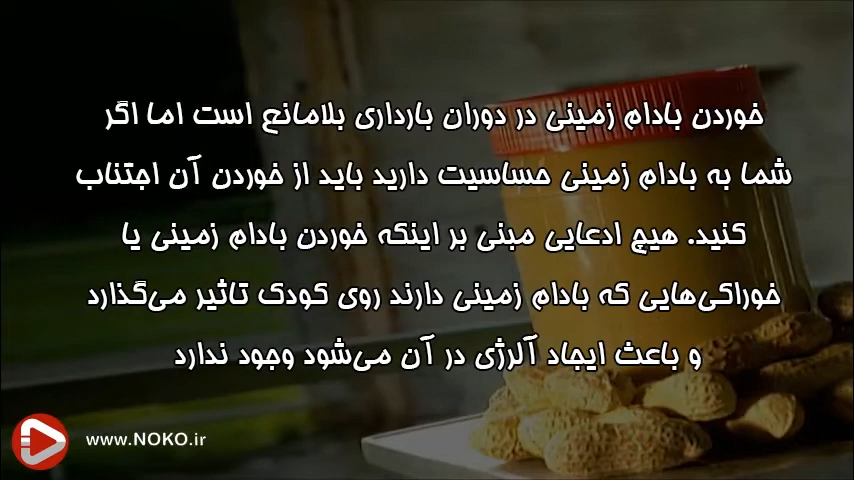 خوردن بادام زمینی در دوران بارداری بلامانع است اما اگر
شما به بادام زمینی حساسیت دارید باید از خوردن آن اجتناب
کنید. هیچ ادعایی مبنی بر اینکه خوردن بادام زمینی یا
خوراکی‌هایی که بادام زمینی دارند روی کودک تاثیر می‌گذارد
و باعث ایجاد آلرژی در آن می‌شود وجود ندارد
www.NOKO.ir